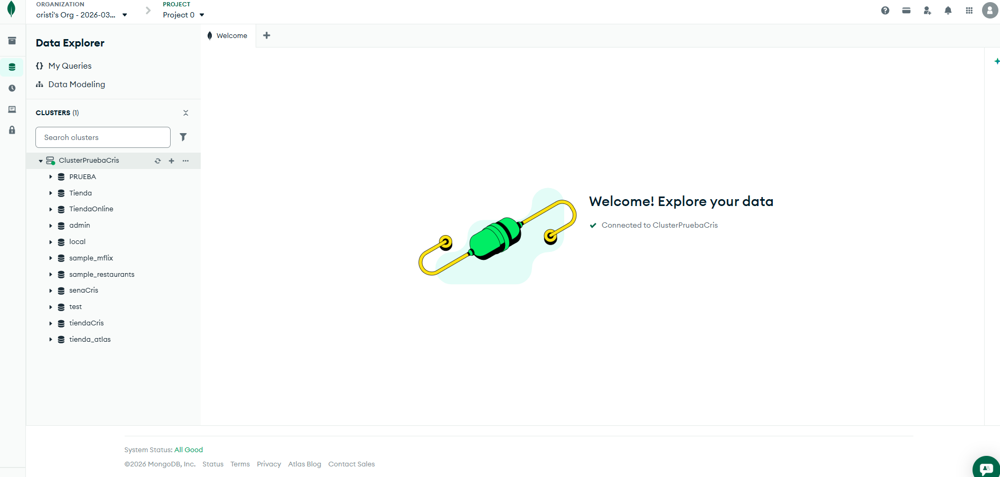 ORGANIZATION
cristi's Org - 2026-03...
PROJECT
Project 0
Data Explorer
My Queries
Data Modeling
CLUSTERS (1)
Search clusters
ClusterPruebaCris
PRUEBA
Tienda
TiendaOnline
admin
local
sample_mflix
sample_restaurants
senaCris
test
tiendaCris
tienda_atlas
Welcome
Welcome! Explore your data
Connected to ClusterPruebaCris
System Status: All Good
©2026 MongoDB, Inc. Status Terms Privacy Atlas Blog Contact Sales